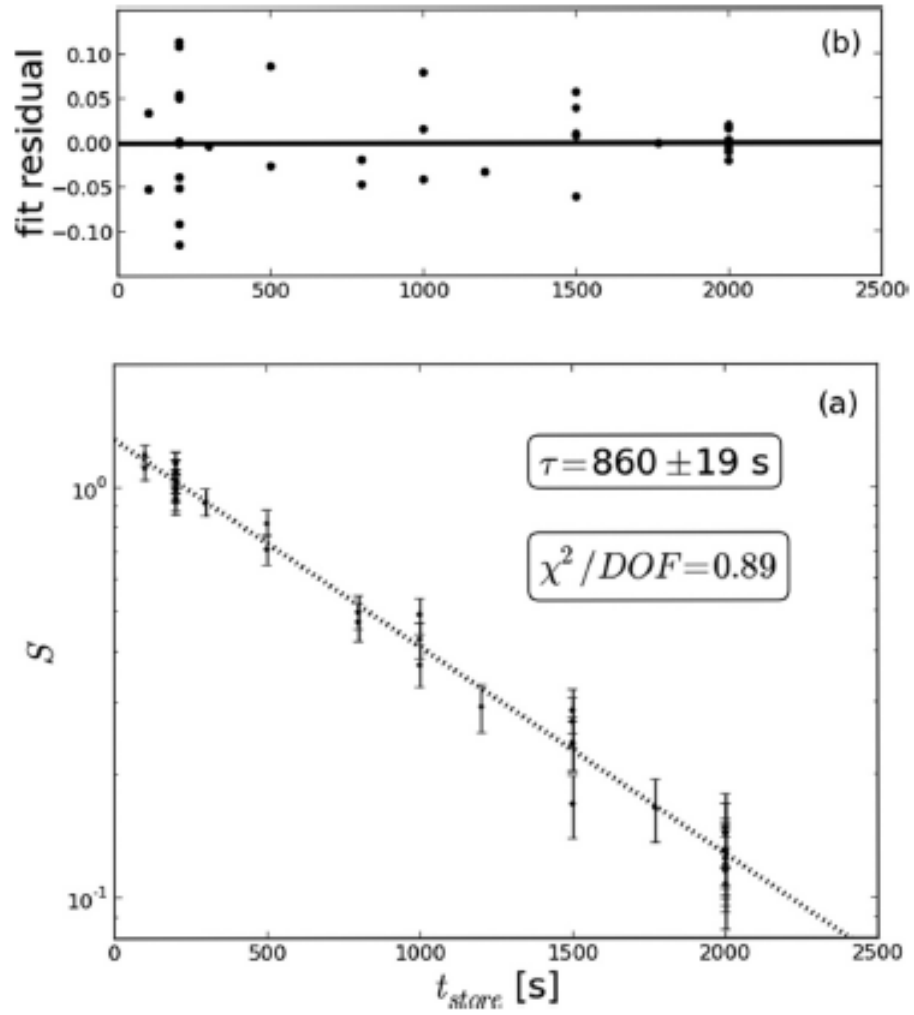 (b)
fit residual
0.10
0.05
0.00
−0.05
−0.10
0 500 1000 1500 2000 2500
(a)
τ=860 ±19 s
χ²/DOF=0.89
S
10⁰
10⁻¹
0 500 1000 1500 2000 2500
t_store [s]